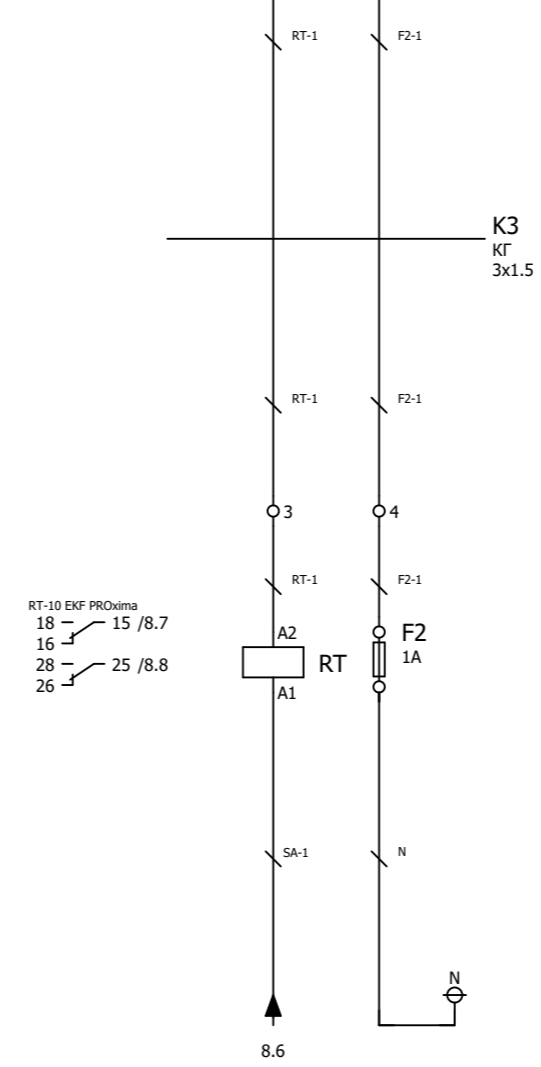 RT-1
F2-1
K3
КГ
3x1.5
RT-1
F2-1
3
4
RT-1
F2-1
RT-10 EKF PROxima
18
15 /8.7
16
28
25 /8.8
26
A2
RT
A1
F2
1A
SA-1
N
N
8.6